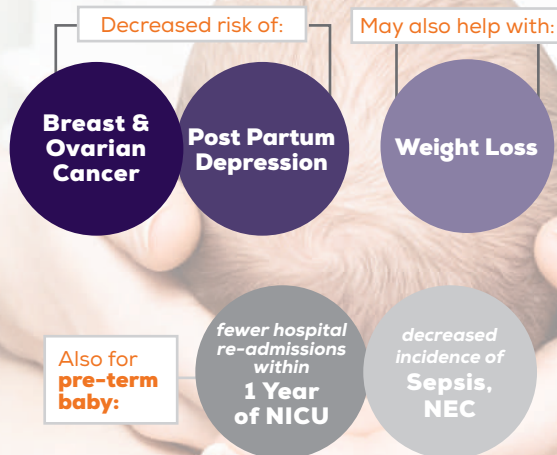 Decreased risk of:
May also help with:
Breast &
Ovarian
Cancer
Post Partum
Depression
Weight Loss
Also for
pre-term
baby:
fewer hospital
re-admissions
within
1 Year
of NICU
decreased
incidence of
Sepsis,
NEC